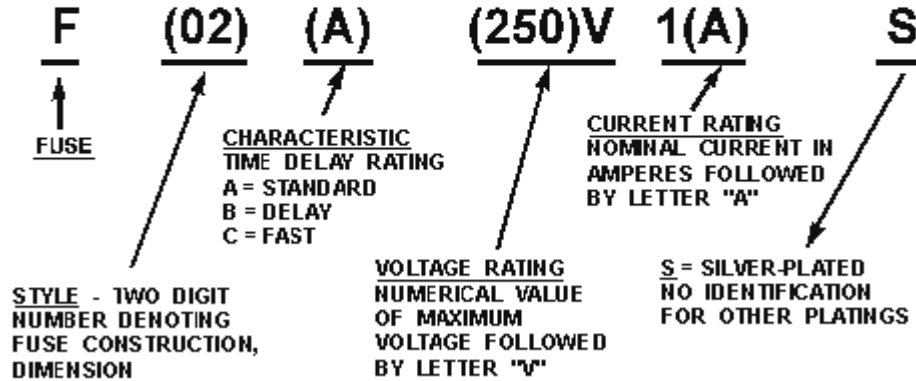 F (02) (A) (250)V 1(A) S
FUSE
CHARACTERISTIC
TIME DELAY RATING
A = STANDARD
B = DELAY
C = FAST
CURRENT RATING
NOMINAL CURRENT IN
AMPERES FOLLOWED
BY LETTER "A"
STYLE - TWO DIGIT
NUMBER DENOTING
FUSE CONSTRUCTION,
DIMENSION
VOLTAGE RATING
NUMERICAL VALUE
OF MAXIMUM
VOLTAGE FOLLOWED
BY LETTER "V"
S = SILVER-PLATED
NO IDENTIFICATION
FOR OTHER PLATINGS